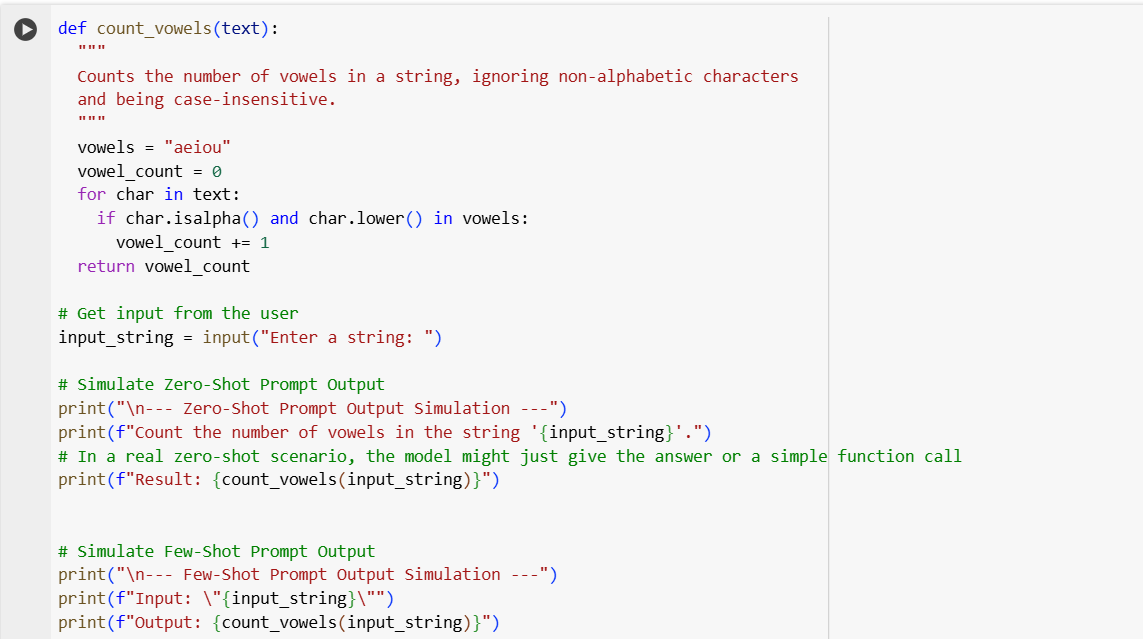 def count_vowels(text):
  """
  Counts the number of vowels in a string, ignoring non-alphabetic characters
  and being case-insensitive.
  """
  vowels = "aeiou"
  vowel_count = 0
  for char in text:
    if char.isalpha() and char.lower() in vowels:
      vowel_count += 1
  return vowel_count

# Get input from the user
input_string = input("Enter a string: ")

# Simulate Zero-Shot Prompt Output
print("\n--- Zero-Shot Prompt Output Simulation ---")
print(f"Count the number of vowels in the string '{input_string}'.")
# In a real zero-shot scenario, the model might just give the answer or a simple function call
print(f"Result: {count_vowels(input_string)}")


# Simulate Few-Shot Prompt Output
print("\n--- Few-Shot Prompt Output Simulation ---")
print(f"Input: \"{input_string}\"")
print(f"Output: {count_vowels(input_string)}")